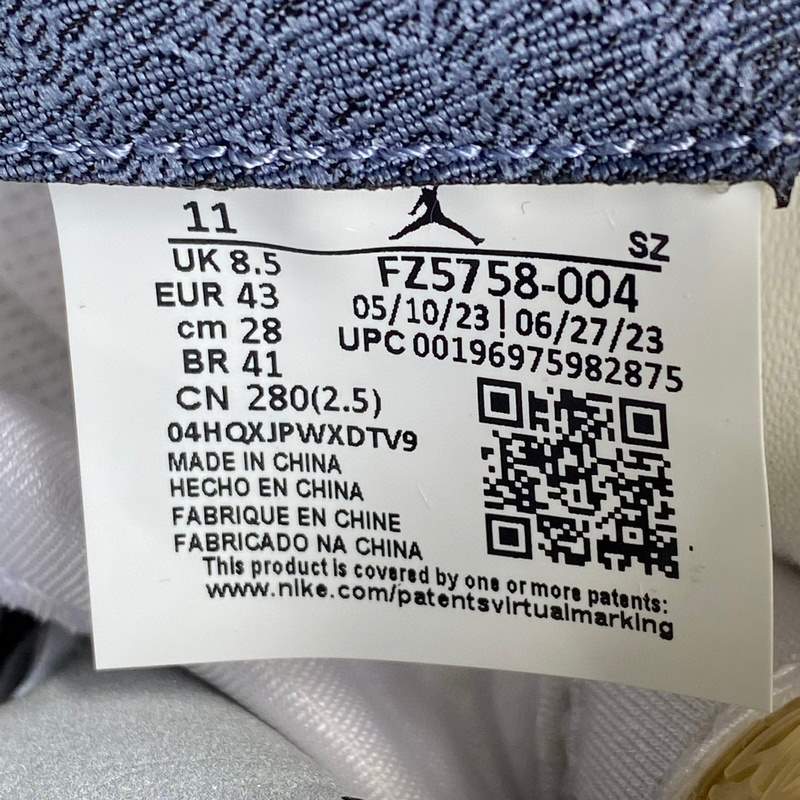 11
SZ
UK 8.5
FZ5758-004
EUR 43
05/10/23 | 06/27/23
cm 28
UPC 00196975982875
BR 41
CN 280(2.5)
04HQXJPWXDTV9
MADE IN CHINA
HECHO EN CHINA
FABRIQUE EN CHINE
FABRICADO NA CHINA
This product is covered by one or more patents:
www.nike.com/patentsvirtualmarking